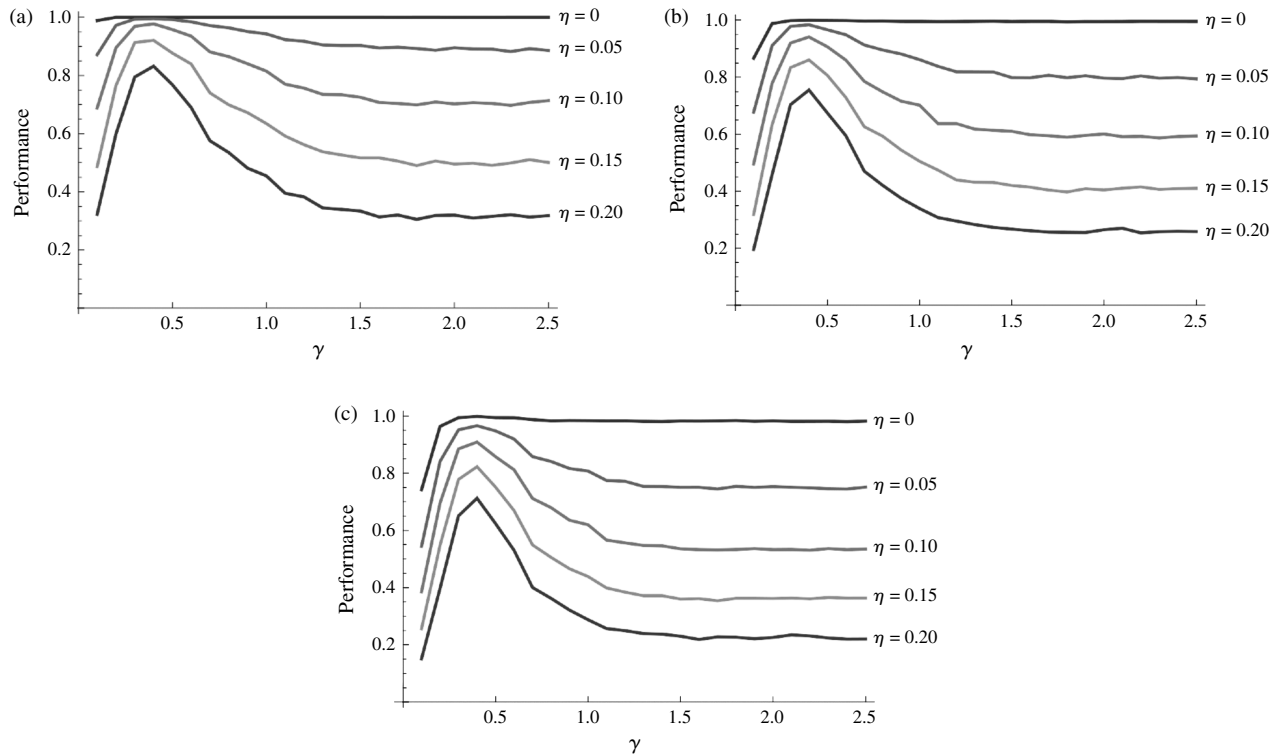 (a)
Performance
1.0
0.8
0.6
0.4
0.2
0.5
1.0
1.5
2.0
2.5
γ
η = 0
η = 0.05
η = 0.10
η = 0.15
η = 0.20
(b)
Performance
1.0
0.8
0.6
0.4
0.2
0.5
1.0
1.5
2.0
2.5
γ
η = 0
η = 0.05
η = 0.10
η = 0.15
η = 0.20
(c)
Performance
1.0
0.8
0.6
0.4
0.2
0.5
1.0
1.5
2.0
2.5
γ
η = 0
η = 0.05
η = 0.10
η = 0.15
η = 0.20